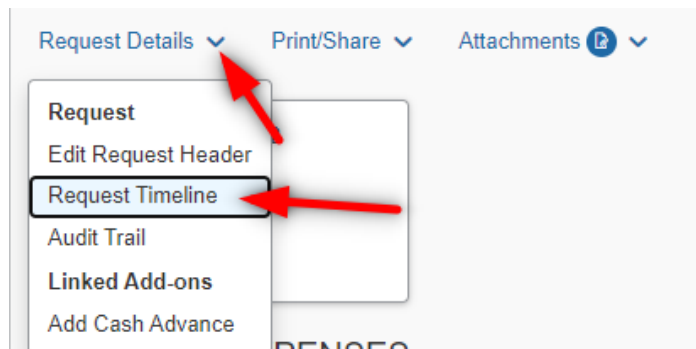 Request Details Print/Share Attachments
Request
Edit Request Header
Request Timeline
Audit Trail
Linked Add-ons
Add Cash Advance